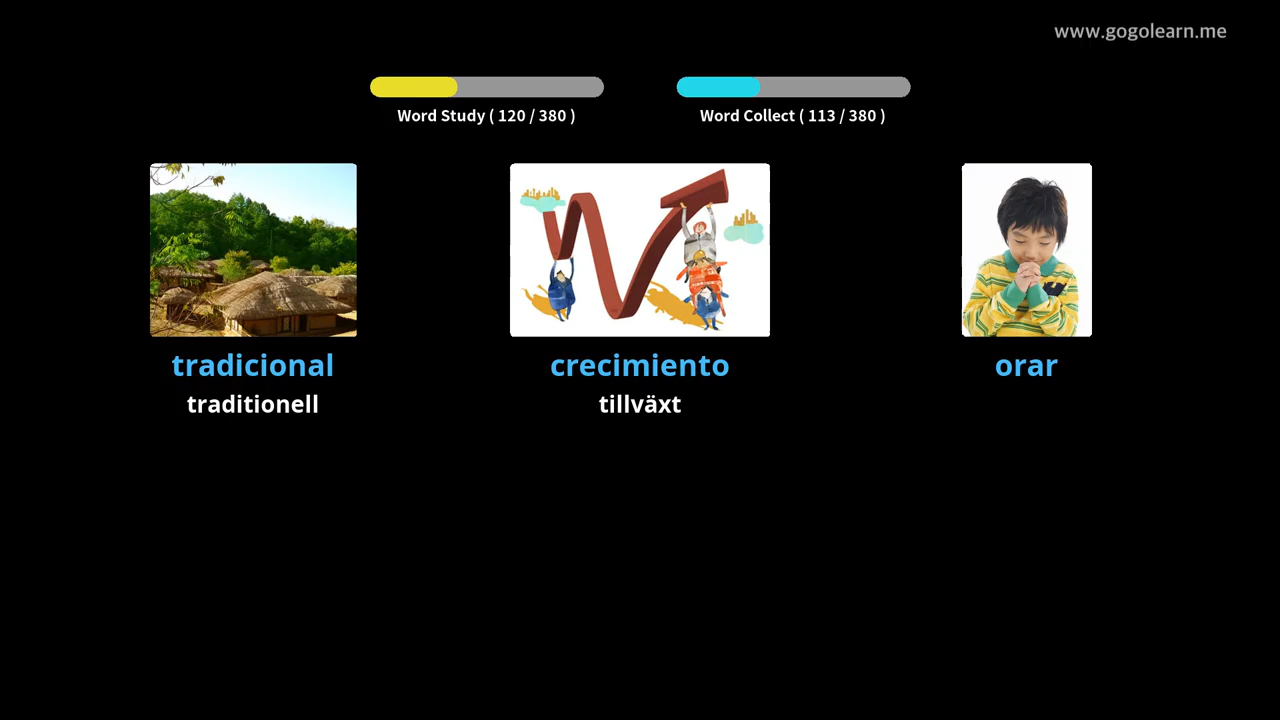 www.gogolearn.me
Word Study ( 120 / 380 )
Word Collect ( 113 / 380 )
tradicional
traditionell
crecimiento
tillväxt
orar